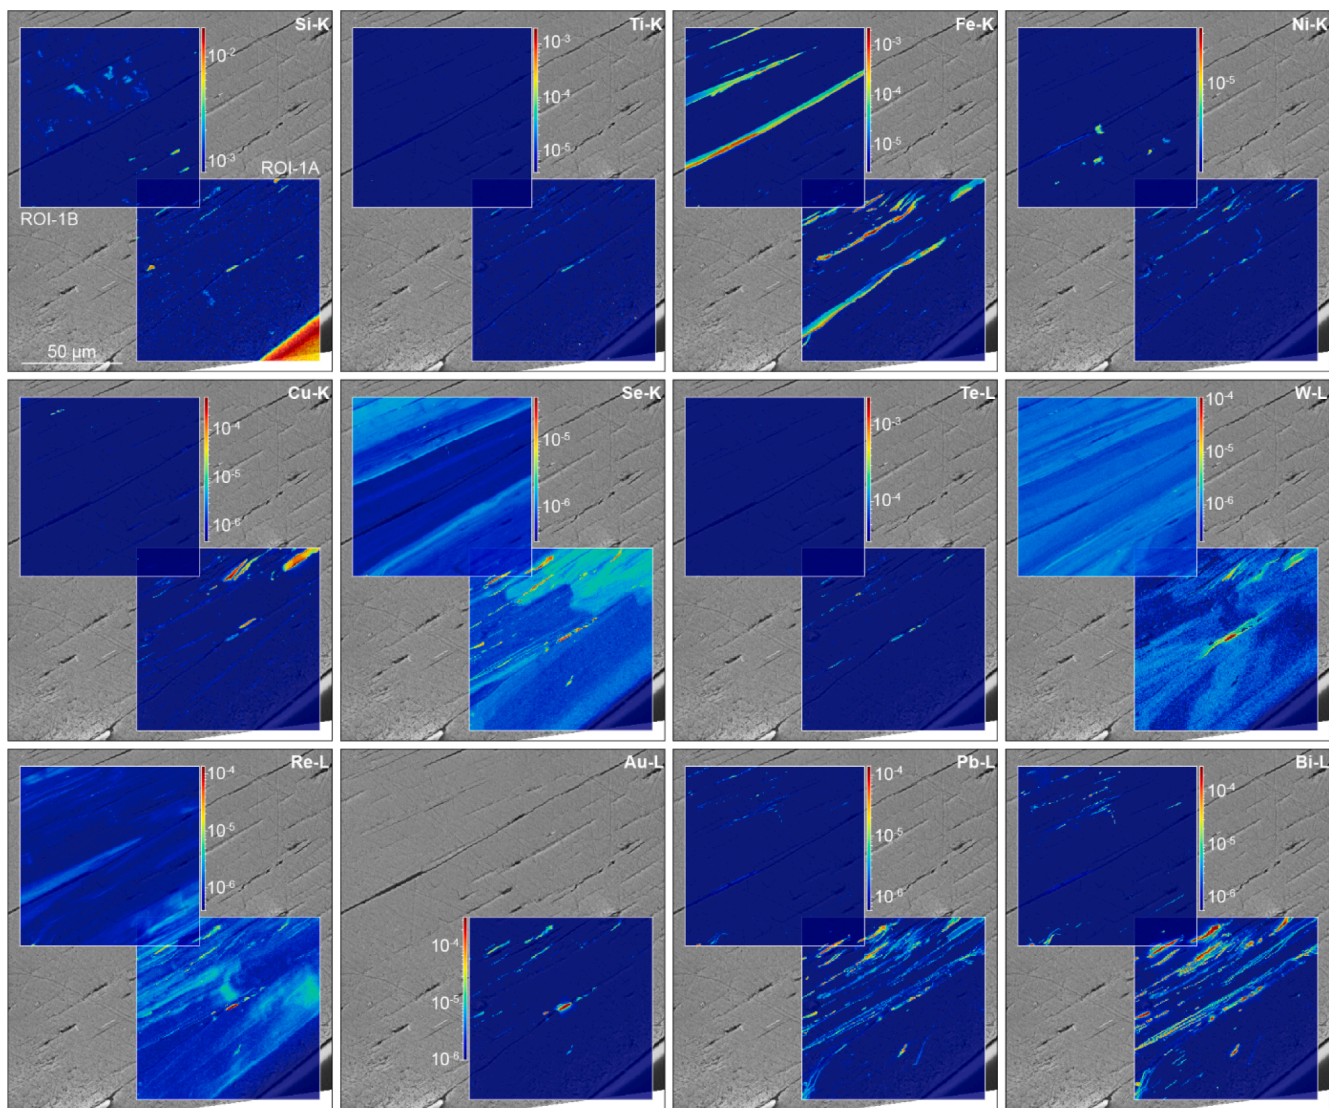 Si-K
10⁻²
10⁻³
ROI-1A
ROI-1B
50 µm
Ti-K
10⁻³
10⁻⁴
10⁻⁵
Fe-K
10⁻³
10⁻⁴
10⁻⁵
Ni-K
10⁻⁵
Cu-K
10⁻⁴
10⁻⁵
10⁻⁶
Se-K
10⁻⁵
10⁻⁶
Te-L
10⁻³
10⁻⁴
W-L
10⁻⁴
10⁻⁵
10⁻⁶
Re-L
10⁻⁴
10⁻⁵
10⁻⁶
Au-L
10⁻⁴
10⁻⁵
10⁻⁶
Pb-L
10⁻⁴
10⁻⁵
10⁻⁶
Bi-L
10⁻⁴
10⁻⁵
10⁻⁶